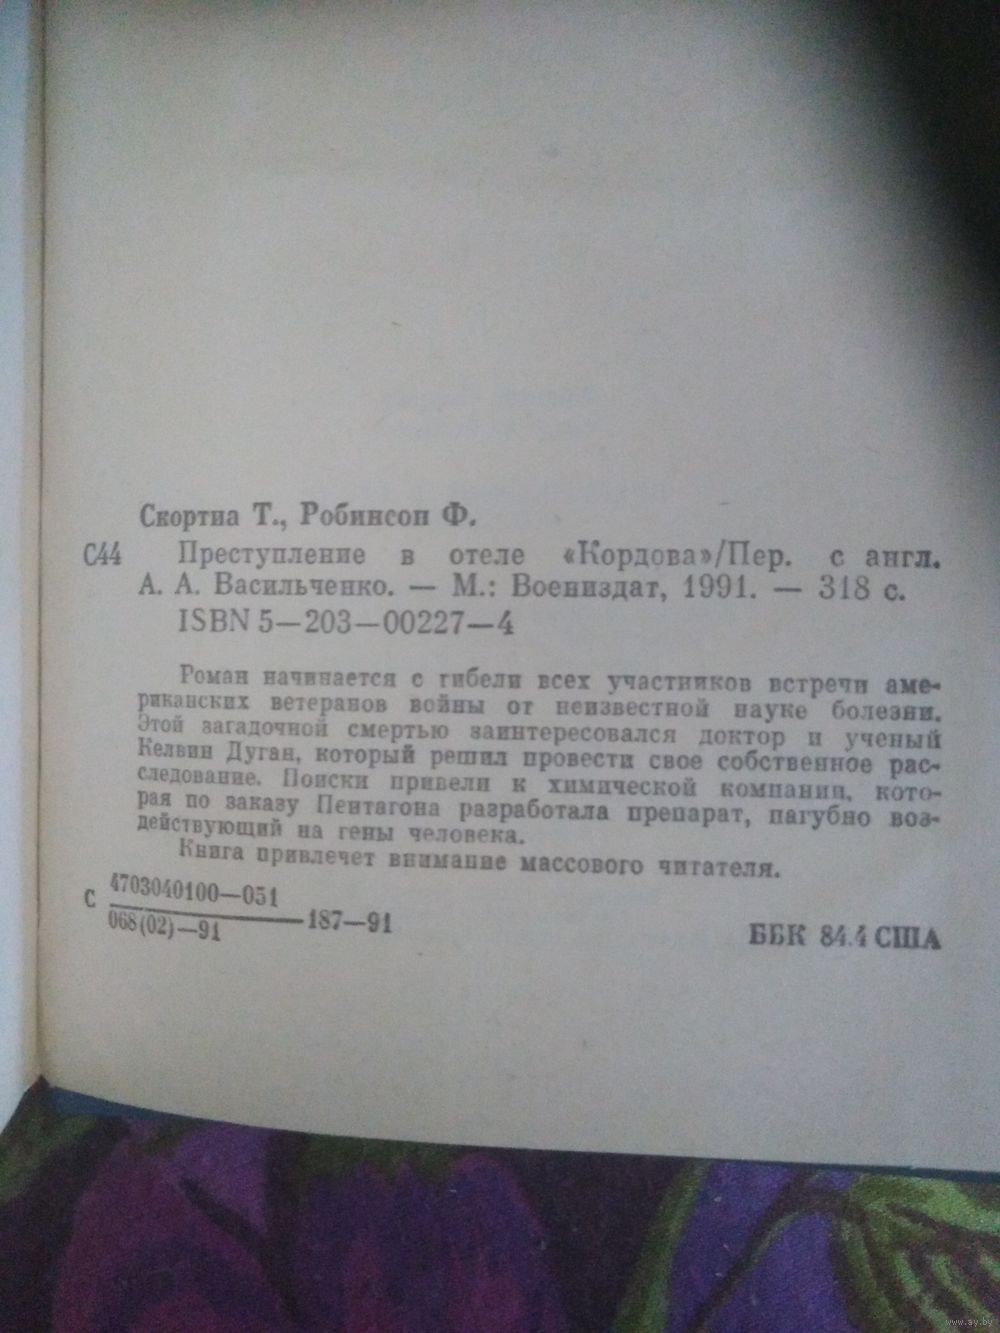 Скортиа Т., Робинсон Ф.
С44 Преступление в отеле «Кордова»/Пер. с англ.
А. А. Васильченко. — М.: Воениздат, 1991. — 318 с.
ISBN 5—203—00227—4
Роман начинается с гибели всех участников встречи аме-
риканских ветеранов войны от неизвестной науке болезни.
Этой загадочной смертью заинтересовался доктор и ученый
Келвин Дуган, который решил провести свое собственное рас-
следование. Поиски привели к химической компании, кото-
рая по заказу Пентагона разработала препарат, пагубно воз-
действующий на гены человека.
Книга привлечет внимание массового читателя.
С 4703040100—051
068(02)—91 —187—91
ББК 84.4 США
www.ay.by